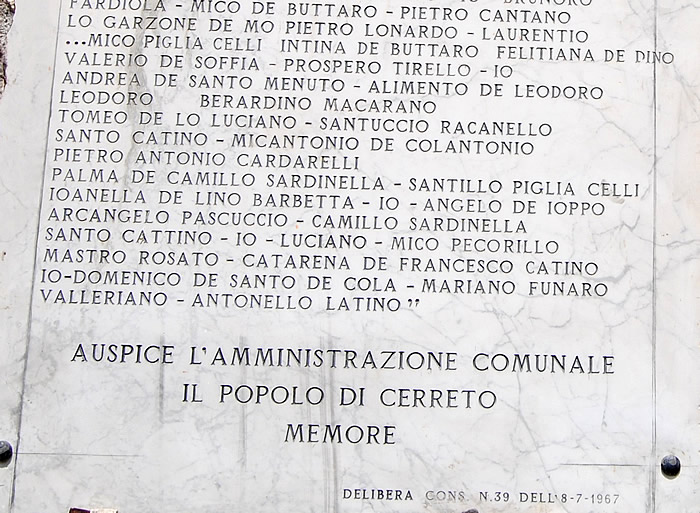 FARDIOLA - MICO DE BUTTARO - PIETRO CANTANO
LO GARZONE DE MO PIETRO LONARDO - LAURENTIO
...MICO PIGLIA CELLI INTINA DE BUTTARO FELITIANA DE DINO
VALERIO DE SOFFIA - PROSPERO TIRELLO - IO
ANDREA DE SANTO MENUTO - ALIMENTO DE LEODORO
LEODORO BERARDINO MACARANO
TOMEO DE LO LUCIANO - SANTUCCIO RACANELLO
SANTO CATINO - MICANTONIO DE COLANTONIO
PIETRO ANTONIO CARDARELLI
PALMA DE CAMILLO SARDINELLA - SANTILLO PIGLIA CELLI
IOANELLA DE LINO BARBETTA - IO - ANGELO DE IOPPO
ARCANGELO PASCUCCIO - CAMILLO SARDINELLA
SANTO CATTINO - IO - LUCIANO - MICO PECORILLO
MASTRO ROSATO - CATARENA DE FRANCESCO CATINO
IO-DOMENICO DE SANTO DE COLA - MARIANO FUNARO
VALLERIANO - ANTONELLO LATINO"
AUSPICE L'AMMINISTRAZIONE COMUNALE
IL POPOLO DI CERRETO
MEMORE
DELIBERA CONS. N.39 DELL'8-7-1967